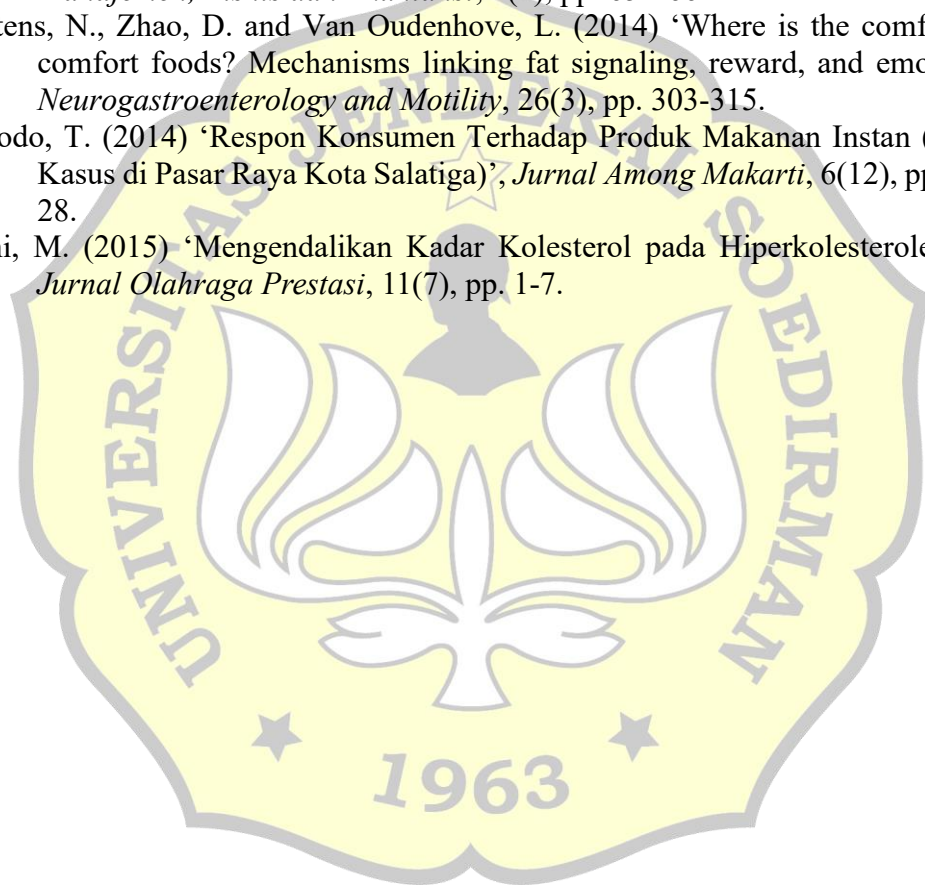 tens, N., Zhao, D. and Van Oudenhove, L. (2014) ‘Where is the comf
comfort foods? Mechanisms linking fat signaling, reward, and emo
Neurogastroenterology and Motility, 26(3), pp. 303-315.
odo, T. (2014) ‘Respon Konsumen Terhadap Produk Makanan Instan (
Kasus di Pasar Raya Kota Salatiga)’, Jurnal Among Makarti, 6(12), pp
28.
ni, M. (2015) ‘Mengendalikan Kadar Kolesterol pada Hiperkolesterole
Jurnal Olahraga Prestasi, 11(7), pp. 1-7.
UNIVERSITAS JENDERAL SOEDIRMAN
1963